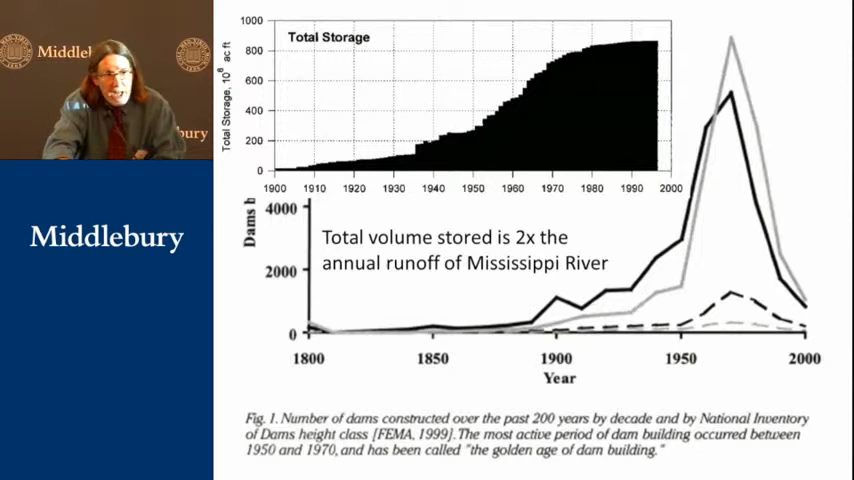 Middle
bury
Middlebury
1000
Total Storage
800
600
400
200
0
Total Storage, 10⁶ ac ft
1900 1910 1920 1930 1940 1950 1960 1970 1980 1990 2000
4000
Dams b
Total volume stored is 2x the
annual runoff of Mississippi River
2000
0
1800 1850 1900 1950 2000
Year
Fig. 1. Number of dams constructed over the past 200 years by decade and by National Inventory
of Dams height class [FEMA, 1999]. The most active period of dam building occurred between
1950 and 1970, and has been called "the golden age of dam building."